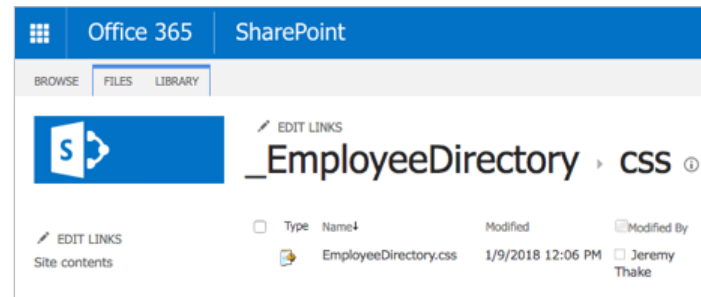 Office 365 SharePoint
BROWSE FILES LIBRARY
EDIT LINKS
S
_EmployeeDirectory › css
Type Name↓ Modified Modified By
EDIT LINKS
EmployeeDirectory.css 1/9/2018 12:06 PM Jeremy
Site contents
Thake